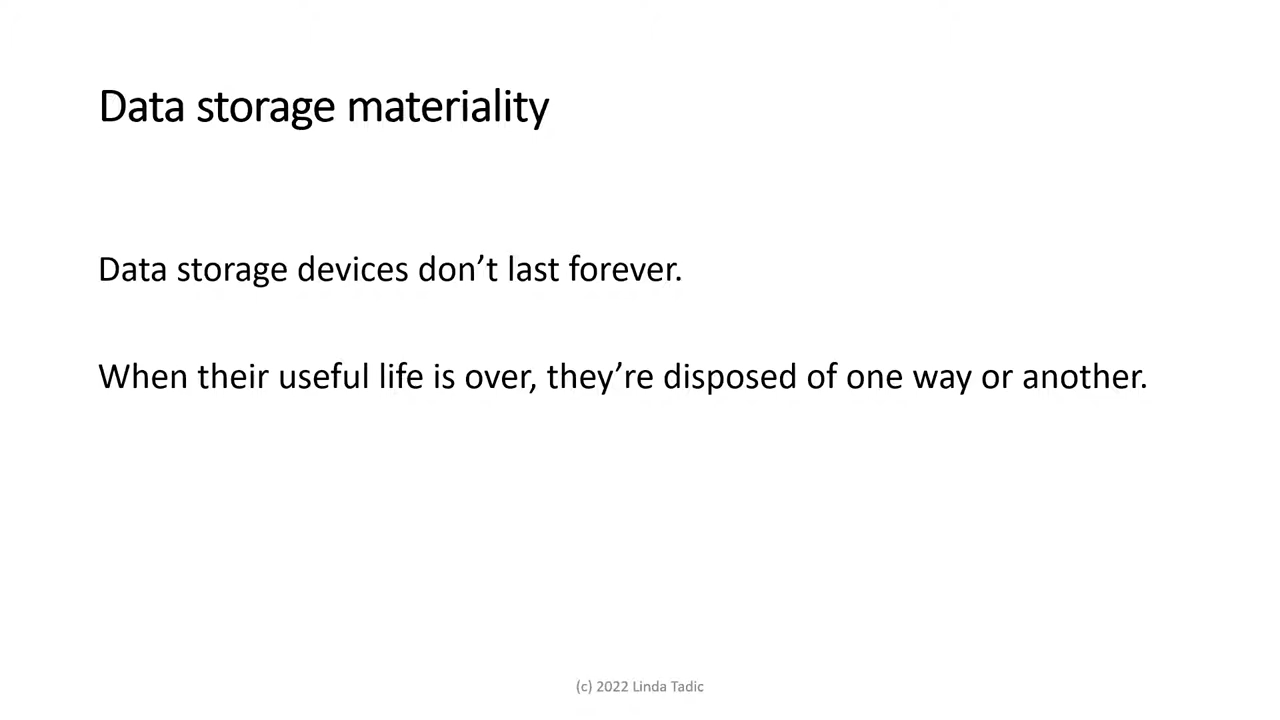 Data storage materiality
Data storage devices don’t last forever.
When their useful life is over, they’re disposed of one way or another.
(c) 2022 Linda Tadic